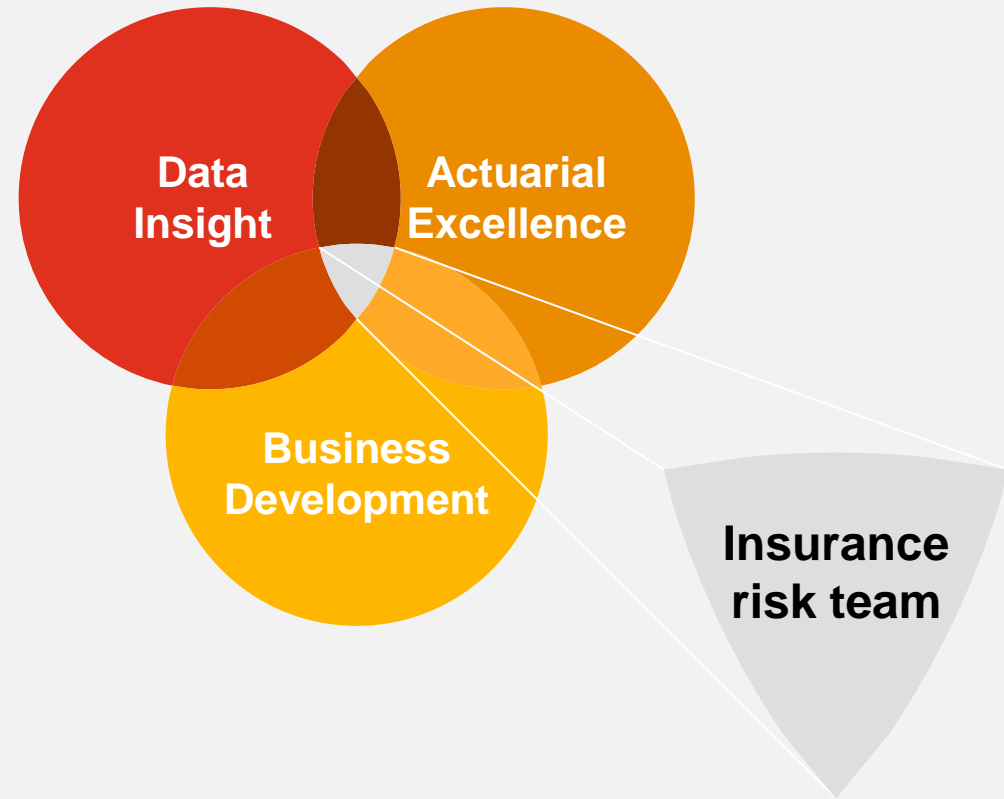 Data
Insight
Actuarial
Excellence
Business
Development
Insurance
risk team